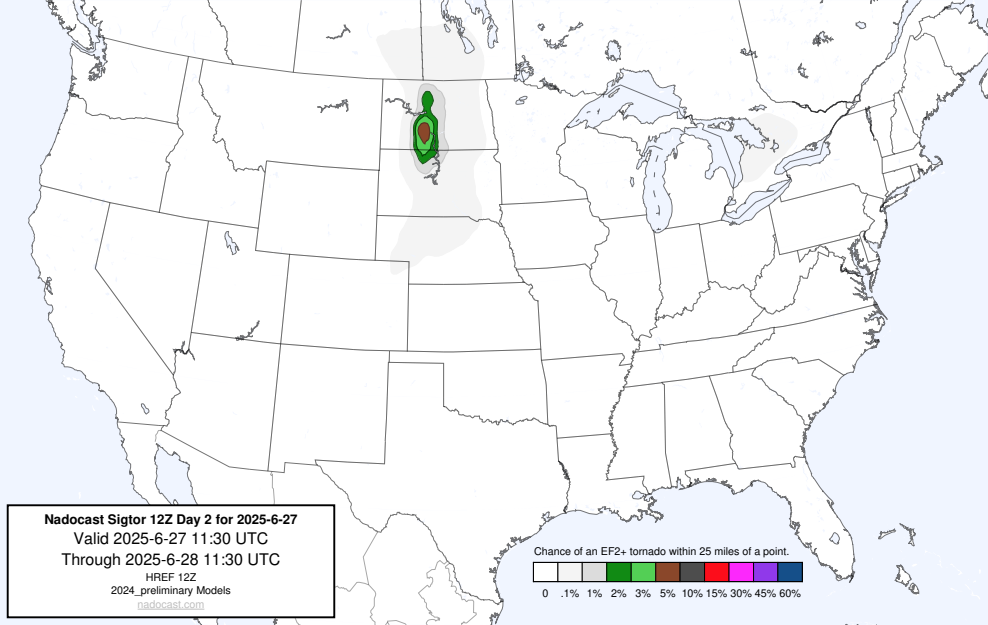 Nadocast Sigtor 12Z Day 2 for 2025-6-27
Valid 2025-6-27 11:30 UTC
Through 2025-6-28 11:30 UTC
HREF 12Z
2024_preliminary Models
nadocast.com
Chance of an EF2+ tornado within 25 miles of a point.
0 .1% 1% 2% 3% 5% 10% 15% 30% 45% 60%